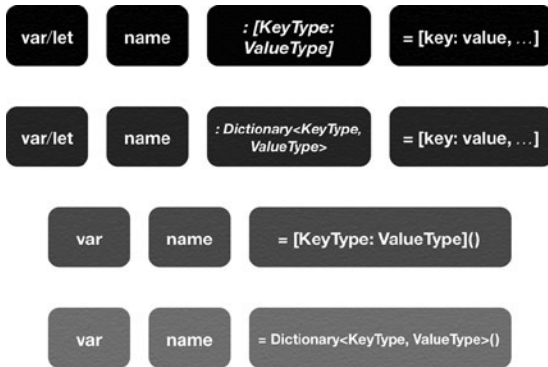 var/let name : [KeyType: ValueType] = [key: value, …]
var/let name : Dictionary<KeyType, ValueType> = [key: value, …]
var name = [KeyType: ValueType]()
var name = Dictionary<KeyType, ValueType>()